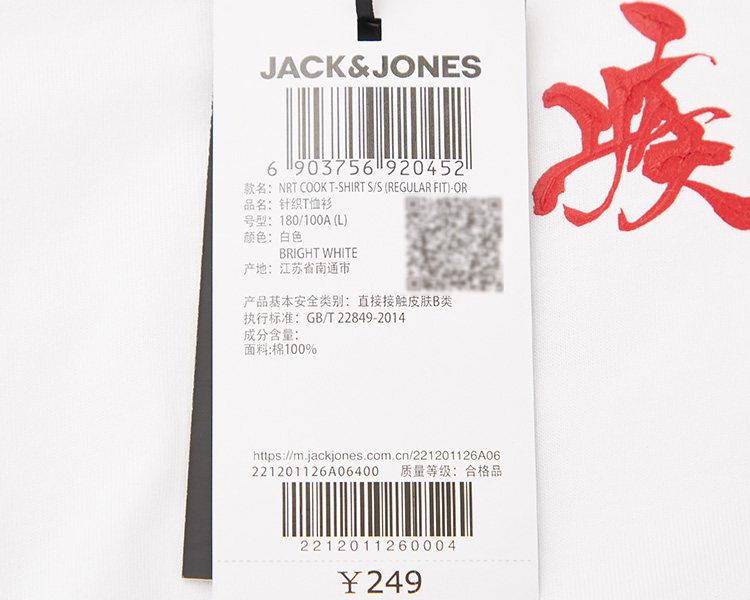 JACK&JONES
6 903756 920452
款名：NRT COOK T-SHIRT S/S (REGULAR FIT)-OR
品名：针织T恤衫
号型：180/100A (L)
颜色：白色
BRIGHT WHITE
产地：江苏省南通市
产品基本安全类别：直接接触皮肤B类
执行标准：GB/T 22849-2014
成分含量：
面料:棉100%
https://m.jackjones.com.cn/221201126A06
221201126A06400 质量等级：合格品
2212011260004
¥249